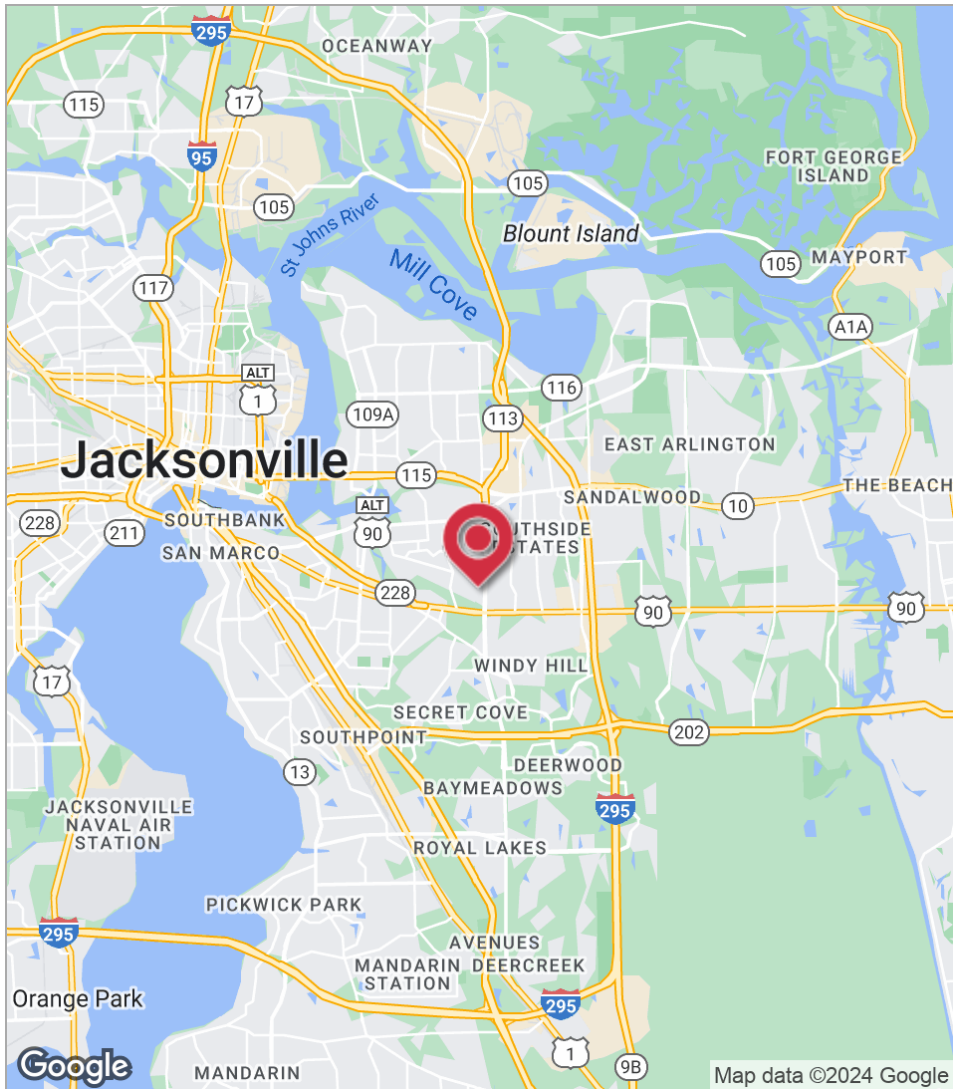 295
OCEANWAY
115
17
95
FORT GEORGE
ISLAND
105
105
St Johns River
Blount Island
MAYPORT
105
Mill Cove
117
A1A
ALT
1
116
109A
113
EAST ARLINGTON
Jacksonville
115
SANDALWOOD
THE BEACH
10
ALT
90
228
SOUTHBANK
211
SOUTHSIDE
ESTATES
SAN MARCO
228
90
90
17
WINDY HILL
SECRET COVE
SOUTHPOINT
202
13
DEERWOOD
BAYMEADOWS
JACKSONVILLE
NAVAL AIR
STATION
295
ROYAL LAKES
PICKWICK PARK
295
AVENUES
MANDARIN
STATION
DEERCREEK
Orange Park
295
1
MANDARIN
9B
Google
Map data ©2024 Google